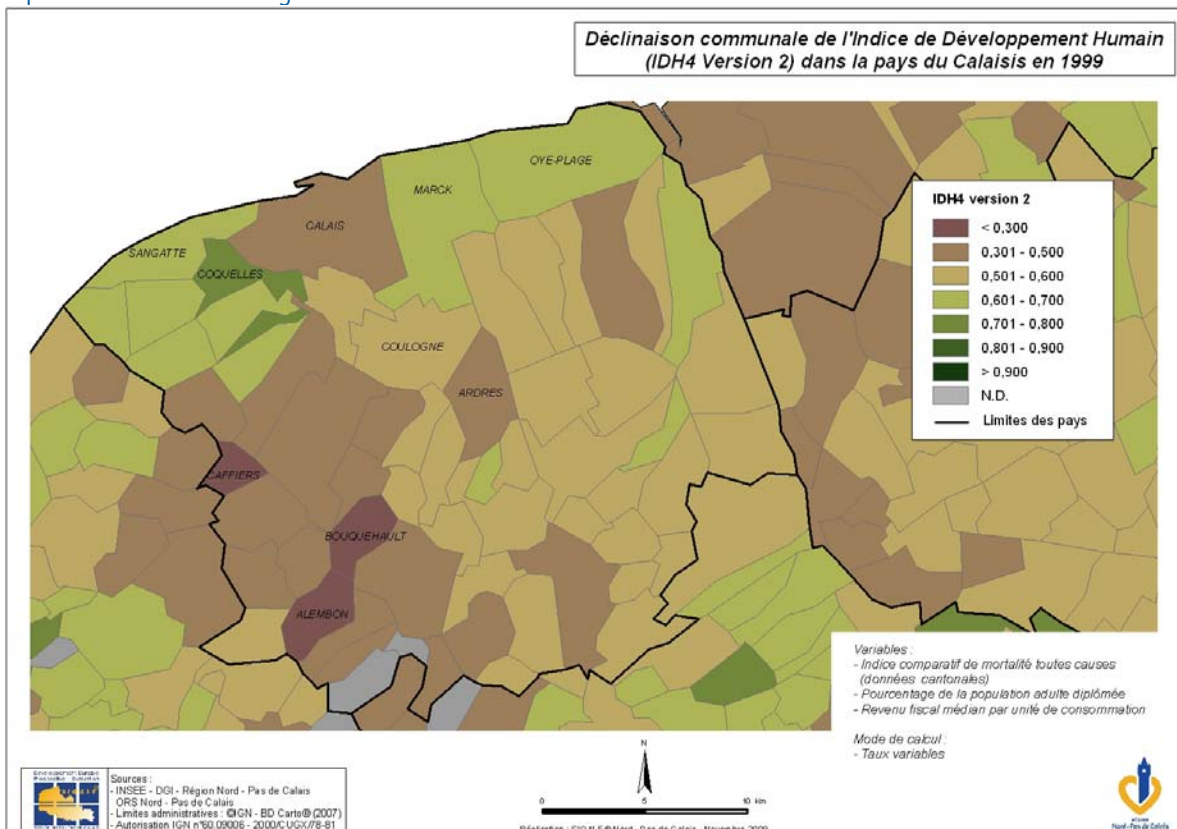 Déclinaison communale de l'Indice de Développement Humain
(IDH4 Version 2) dans la pays du Calaisis en 1999
OYE-PLAGE
MARCK
CALAIS
SANGATTE
COQUELLES
COULOGNE
ARDRES
CAFFIERS
BOUQUEHAULT
ALEMBON
IDH4 version 2
< 0,300
0,301 - 0,500
0,501 - 0,600
0,601 - 0,700
0,701 - 0,800
0,801 - 0,900
> 0,900
N.D.
Limites des pays
Variables :
- Indice comparatif de mortalité toutes causes
(données cantonales)
- Pourcentage de la population adulte diplômée
- Revenu fiscal médian par unité de consommation
Mode de calcul :
- Taux variables
Sources :
- INSEE - DGI - Région Nord - Pas de Calais
ORS Nord - Pas de Calais
- Limites administratives : ©IGN - BD Carto® (2007)
- Autorisation IGN n°60.09006 - 2000/CUGX/78-81
N
0 5 10 km
Nord-Pas de Calais